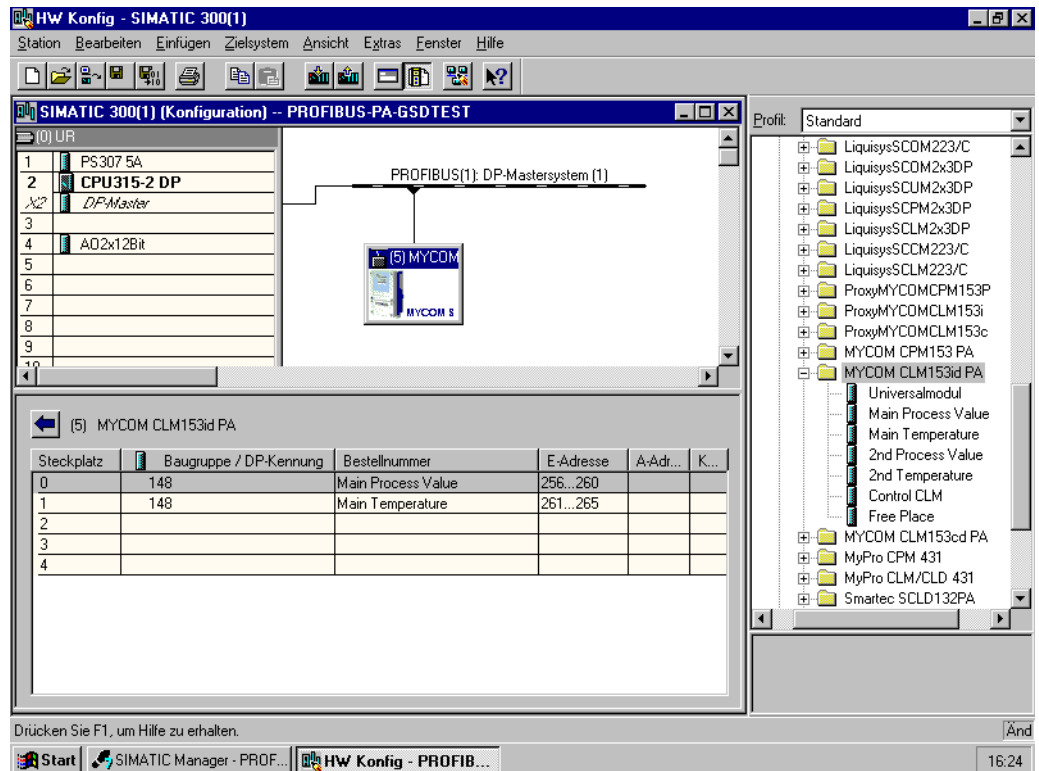 HW Konfig - SIMATIC 300(1)
Station Bearbeiten Einfügen Zielsystem Ansicht Extras Fenster Hilfe
SIMATIC 300(1) (Konfiguration) -- PROFIBUS-PA-GSDTEST
(0) UR
1 PS307 5A
2 CPU315-2 DP
X2 DP-Master
3
4 AO2x12Bit
5
6
7
8
9
10
PROFIBUS(1): DP-Mastersystem (1)
(5) MYCOM
MYCOM S
(5) MYCOM CLM153id PA
Steckplatz Baugruppe / DP-Kennung Bestellnummer E-Adresse A-Adr... K...
0 148 Main Process Value 256...260
1 148 Main Temperature 261...265
2
3
4
Profil: Standard
LiquisysSCOM223/C
LiquisysSCOM2x3DP
LiquisysSCUM2x3DP
LiquisysSCPM2x3DP
LiquisysSCLM2x3DP
LiquisysSCCM223/C
LiquisysSCLM223/C
ProxyMYCOMCPM153P
ProxyMYCOMCLM153i
ProxyMYCOMCLM153c
MYCOM CPM153 PA
MYCOM CLM153id PA
Universalmodul
Main Process Value
Main Temperature
2nd Process Value
2nd Temperature
Control CLM
Free Place
MYCOM CLM153cd PA
MyPro CPM 431
MyPro CLM/CLD 431
Smartec SCLD132PA
Drücken Sie F1, um Hilfe zu erhalten.
Änd
Start SIMATIC Manager - PROF... HW Konfig - PROFIB... 16:24